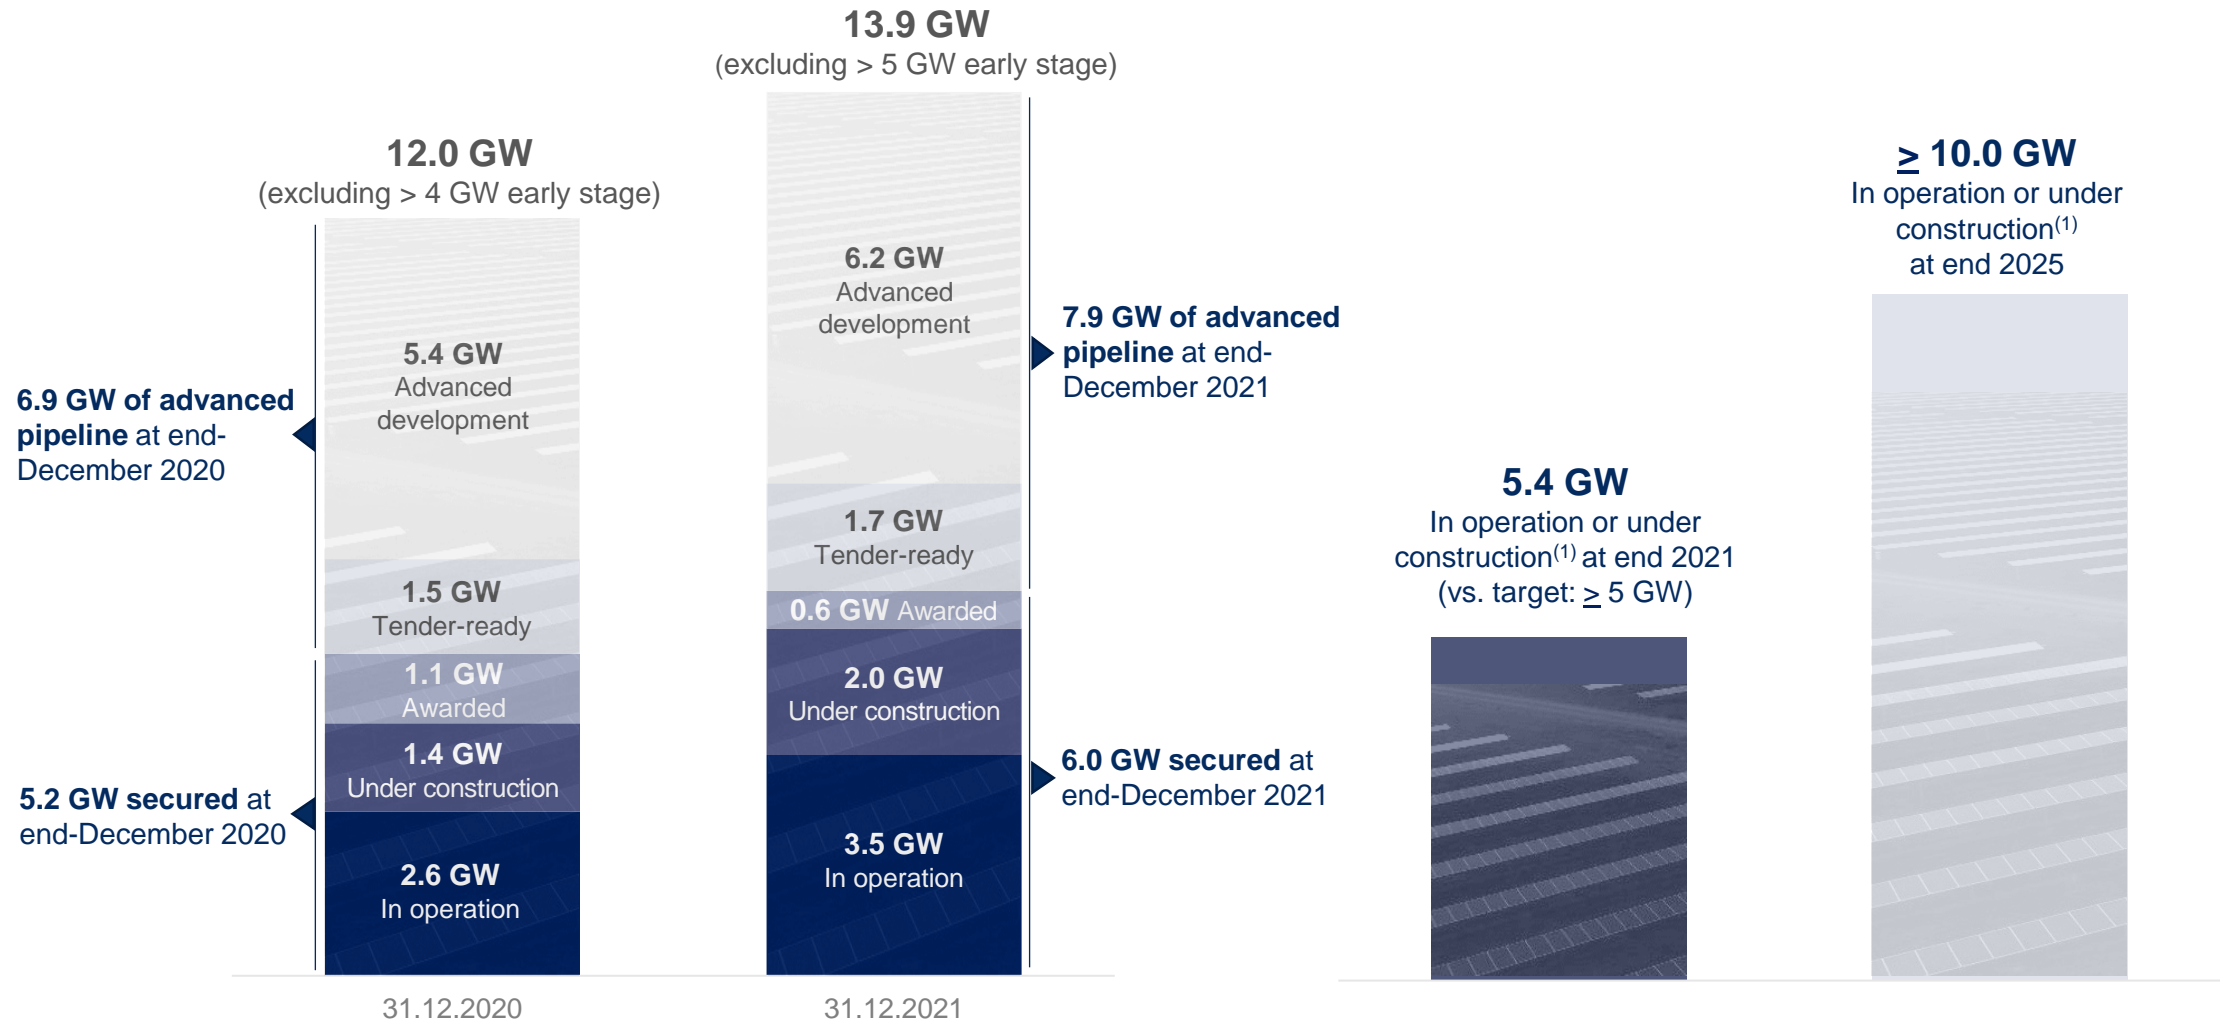 12.0 GW
(excluding > 4 GW early stage)
6.9 GW of advanced
pipeline at end-
December 2020
5.2 GW secured at
end-December 2020
5.4 GW
Advanced
development
1.5 GW
Tender-ready
1.1 GW
Awarded
1.4 GW
Under construction
2.6 GW
In operation
31.12.2020
13.9 GW
(excluding > 5 GW early stage)
6.2 GW
Advanced
development
1.7 GW
Tender-ready
0.6 GW Awarded
2.0 GW
Under construction
3.5 GW
In operation
31.12.2021
7.9 GW of advanced
pipeline at end-
December 2021
6.0 GW secured at
end-December 2021
5.4 GW
In operation or under
construction(1) at end 2021
(vs. target: ≥ 5 GW)
≥ 10.0 GW
In operation or under
construction(1)
at end 2025